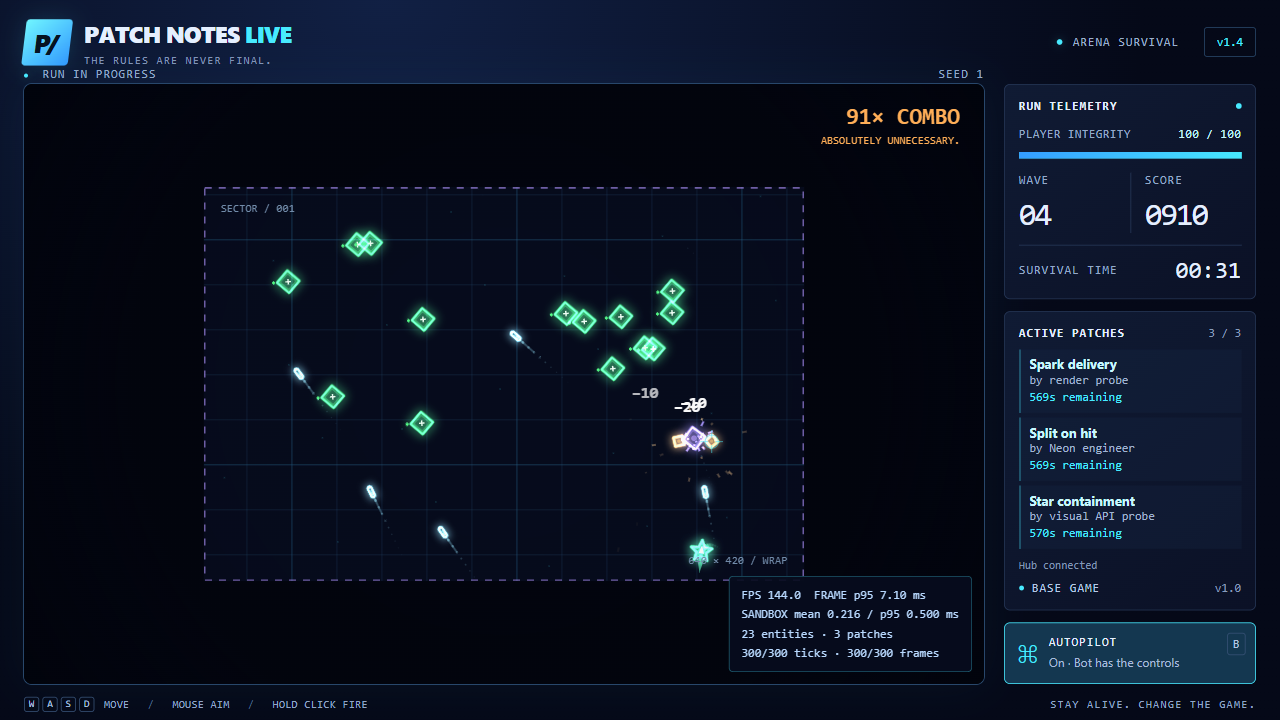 P/ PATCH NOTES LIVE
THE RULES ARE NEVER FINAL.
ARENA SURVIVAL v1.4
RUN IN PROGRESS SEED 1
91× COMBO
ABSOLUTELY UNNECESSARY.
SECTOR / 001
−10
−10
−20
× 420 / WRAP
FPS 144.0 FRAME p95 7.10 ms
SANDBOX mean 0.216 / p95 0.500 ms
23 entities · 3 patches
300/300 ticks · 300/300 frames
RUN TELEMETRY
PLAYER INTEGRITY 100 / 100
WAVE SCORE
04 0910
SURVIVAL TIME 00:31
ACTIVE PATCHES 3 / 3
Spark delivery
by render probe
569s remaining
Split on hit
by Neon engineer
569s remaining
Star containment
by visual API probe
570s remaining
Hub connected
BASE GAME v1.0
AUTOPILOT B
On · Bot has the controls
W A S D MOVE / MOUSE AIM / HOLD CLICK FIRE
STAY ALIVE. CHANGE THE GAME.